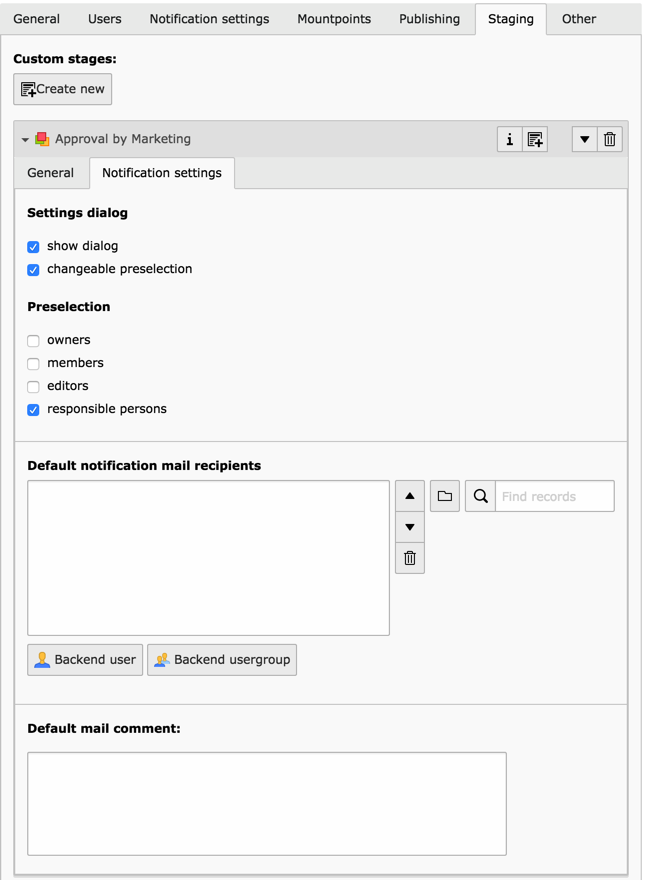 General Users Notification settings Mountpoints Publishing Staging Other
Custom stages:
Create new
Approval by Marketing
General Notification settings
Settings dialog
show dialog
changeable preselection
Preselection
owners
members
editors
responsible persons
Default notification mail recipients
Find records
Backend user Backend usergroup
Default mail comment: